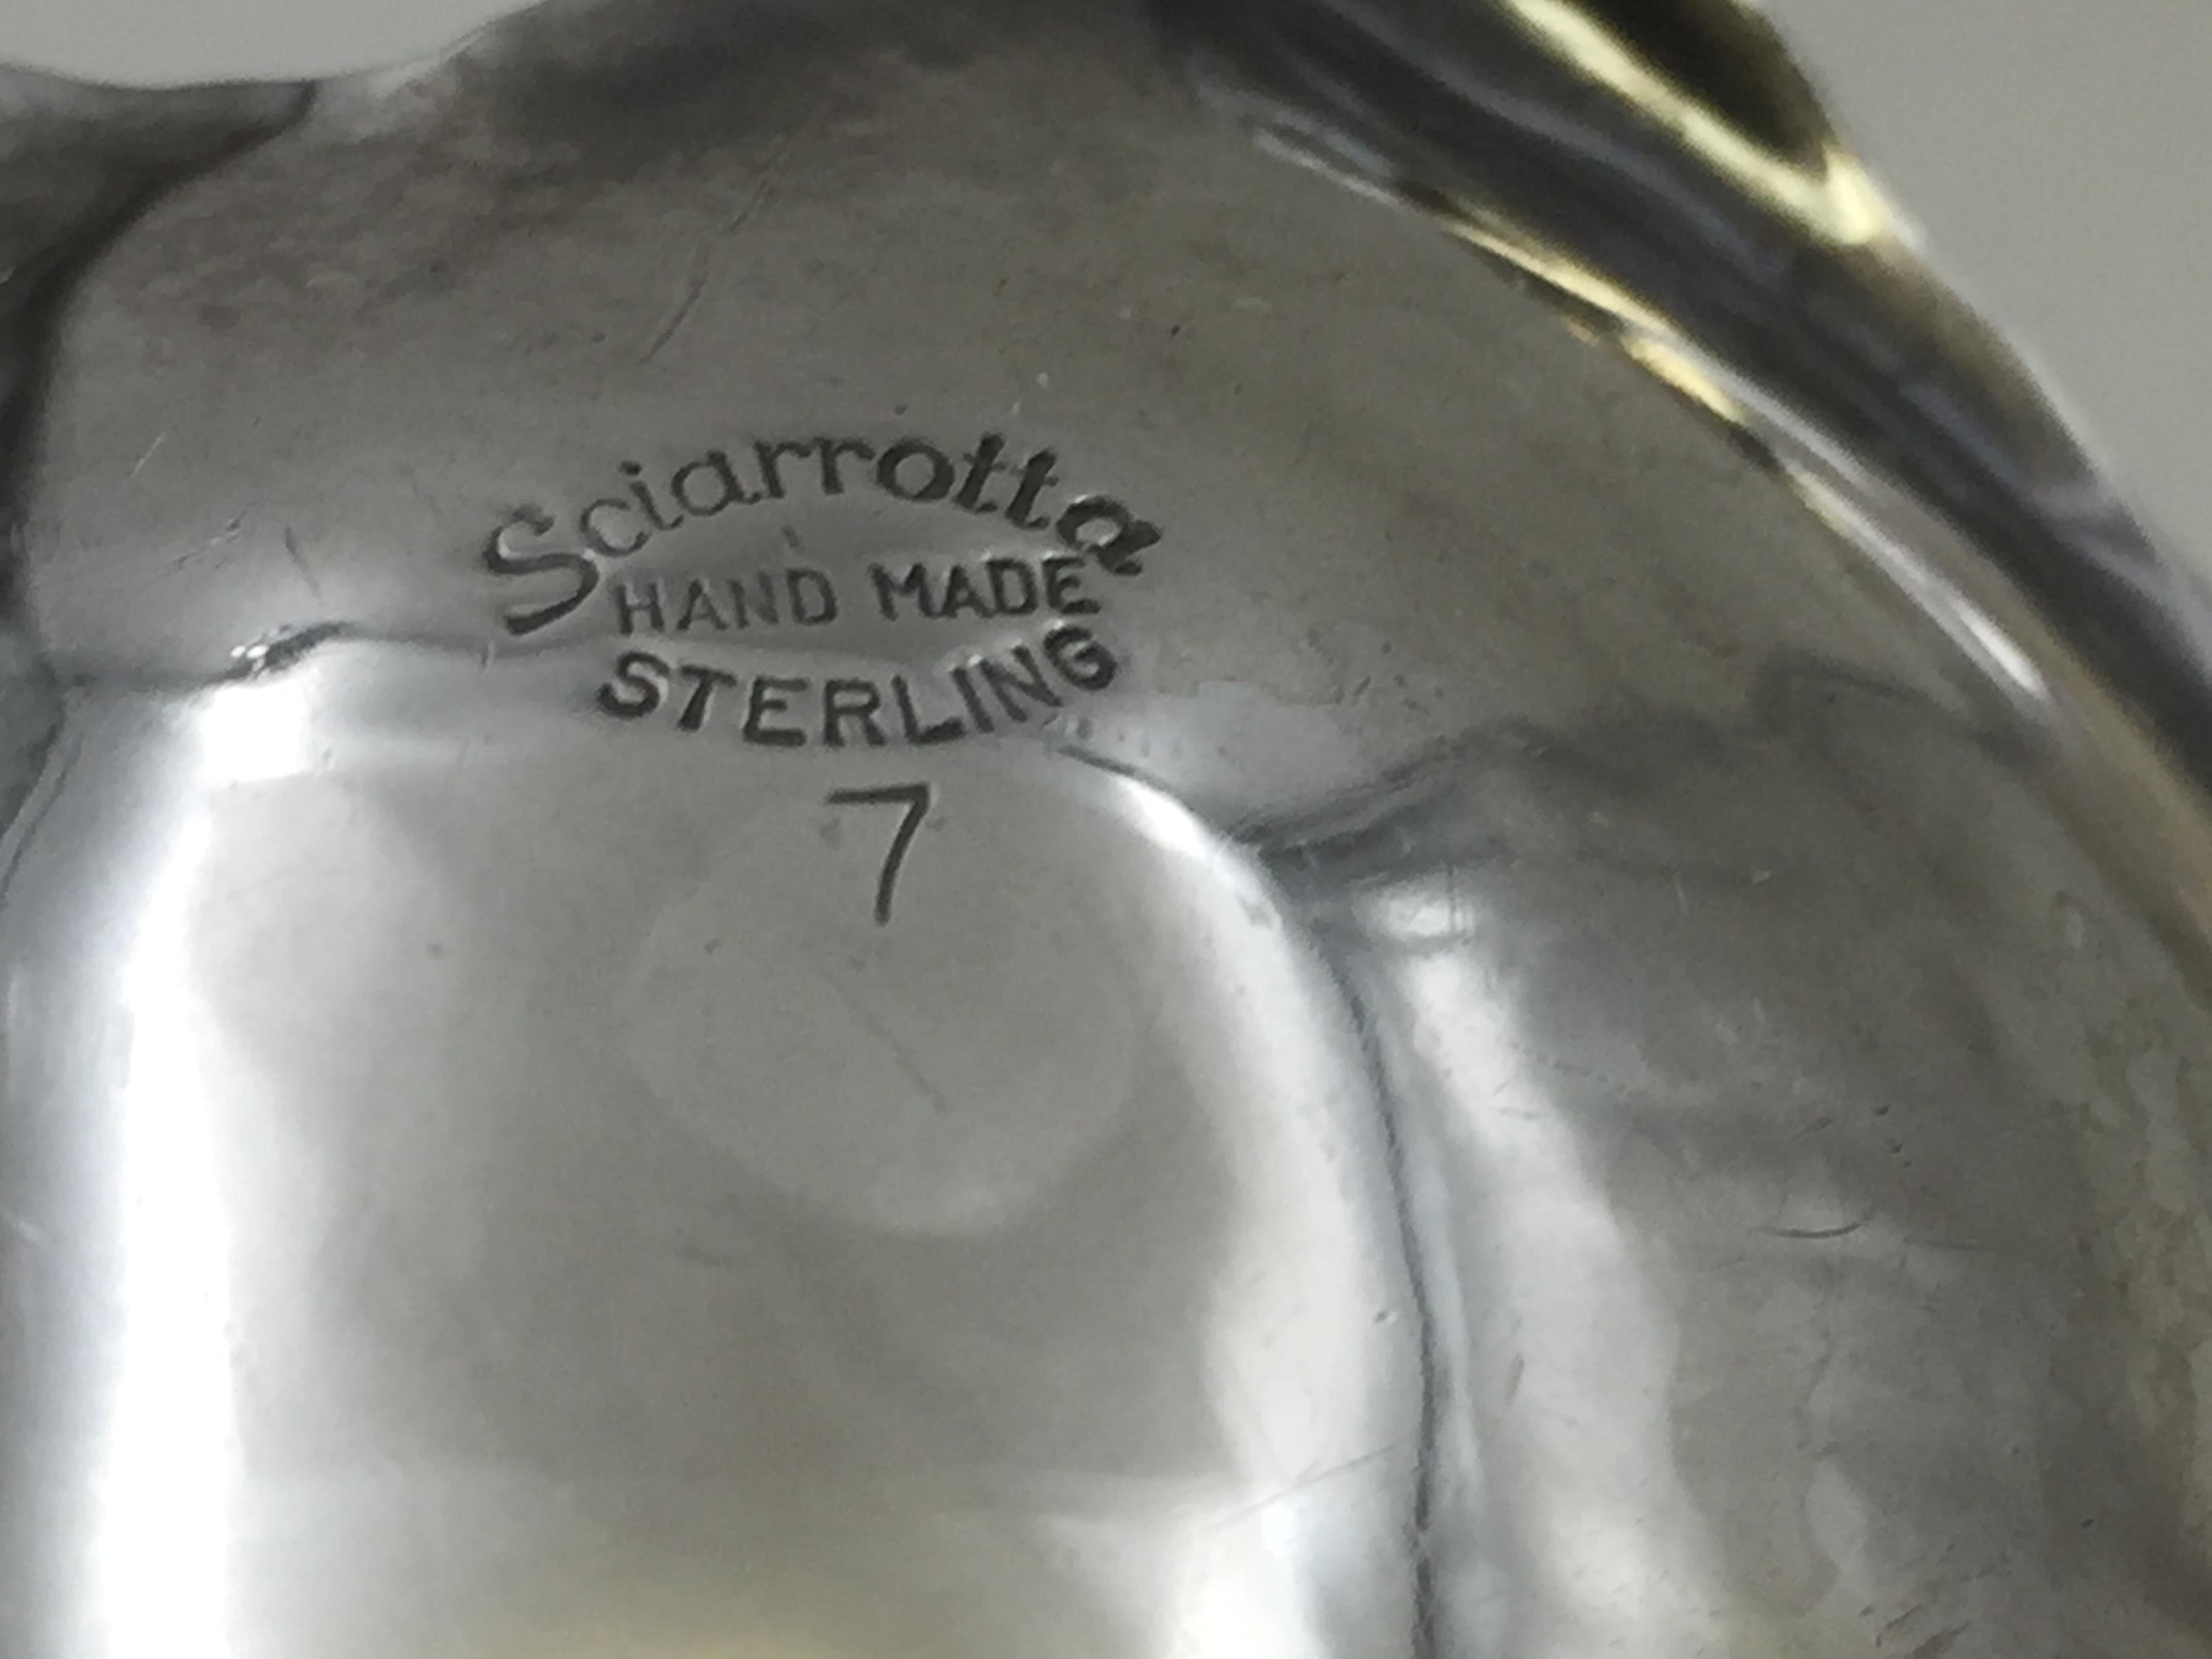 Sciarrotta
HAND MADE
STERLING
7